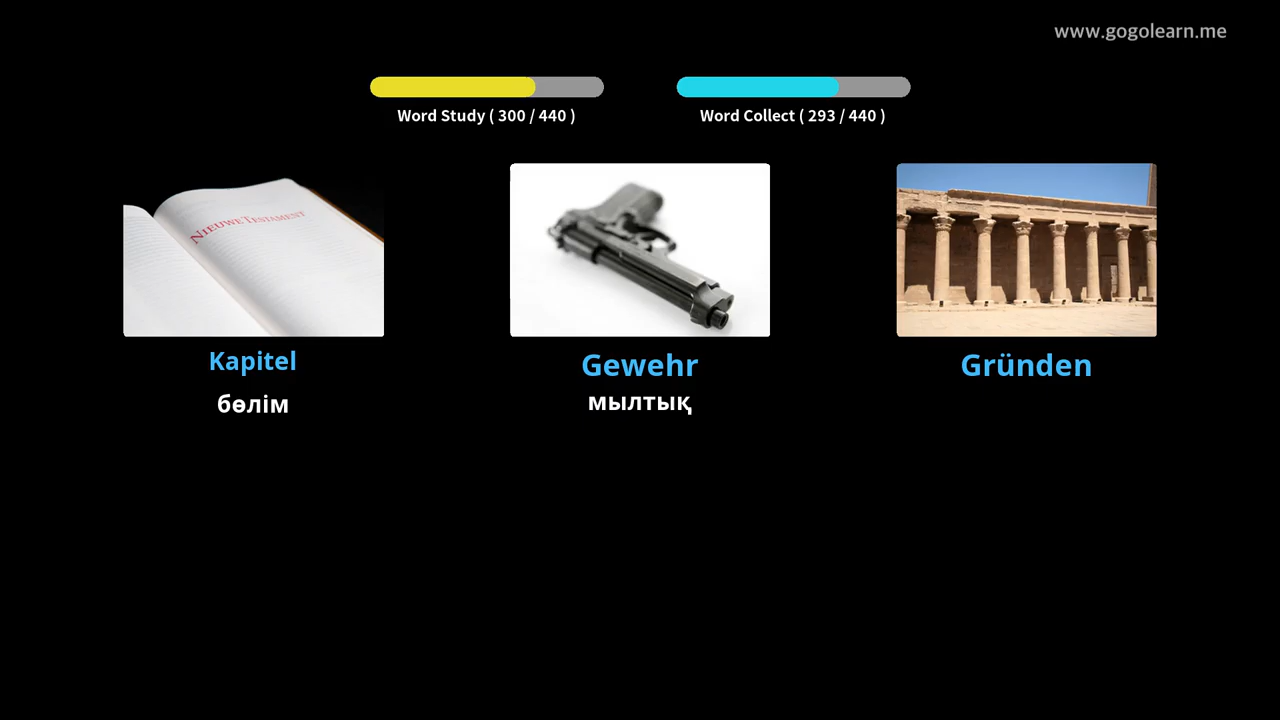 www.gogolearn.me
Word Study ( 300 / 440 )
Word Collect ( 293 / 440 )
NIEUWE TESTAMENT
Kapitel
Gewehr
Gründen
бөлім
мылтық